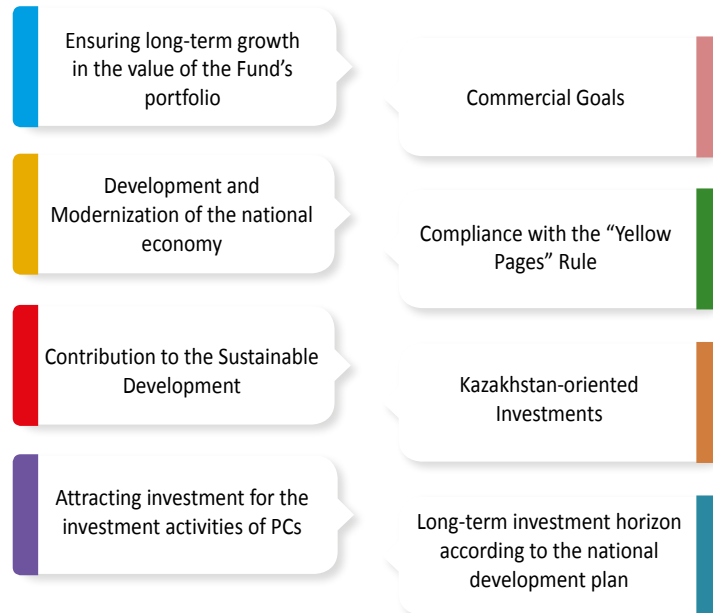 Ensuring long-term growth
in the value of the Fund’s
portfolio
Commercial Goals
Development and
Modernization of the national
economy
Compliance with the “Yellow
Pages” Rule
Contribution to the Sustainable
Development
Kazakhstan-oriented
Investments
Attracting investment for the
investment activities of PCs
Long-term investment horizon
according to the national
development plan